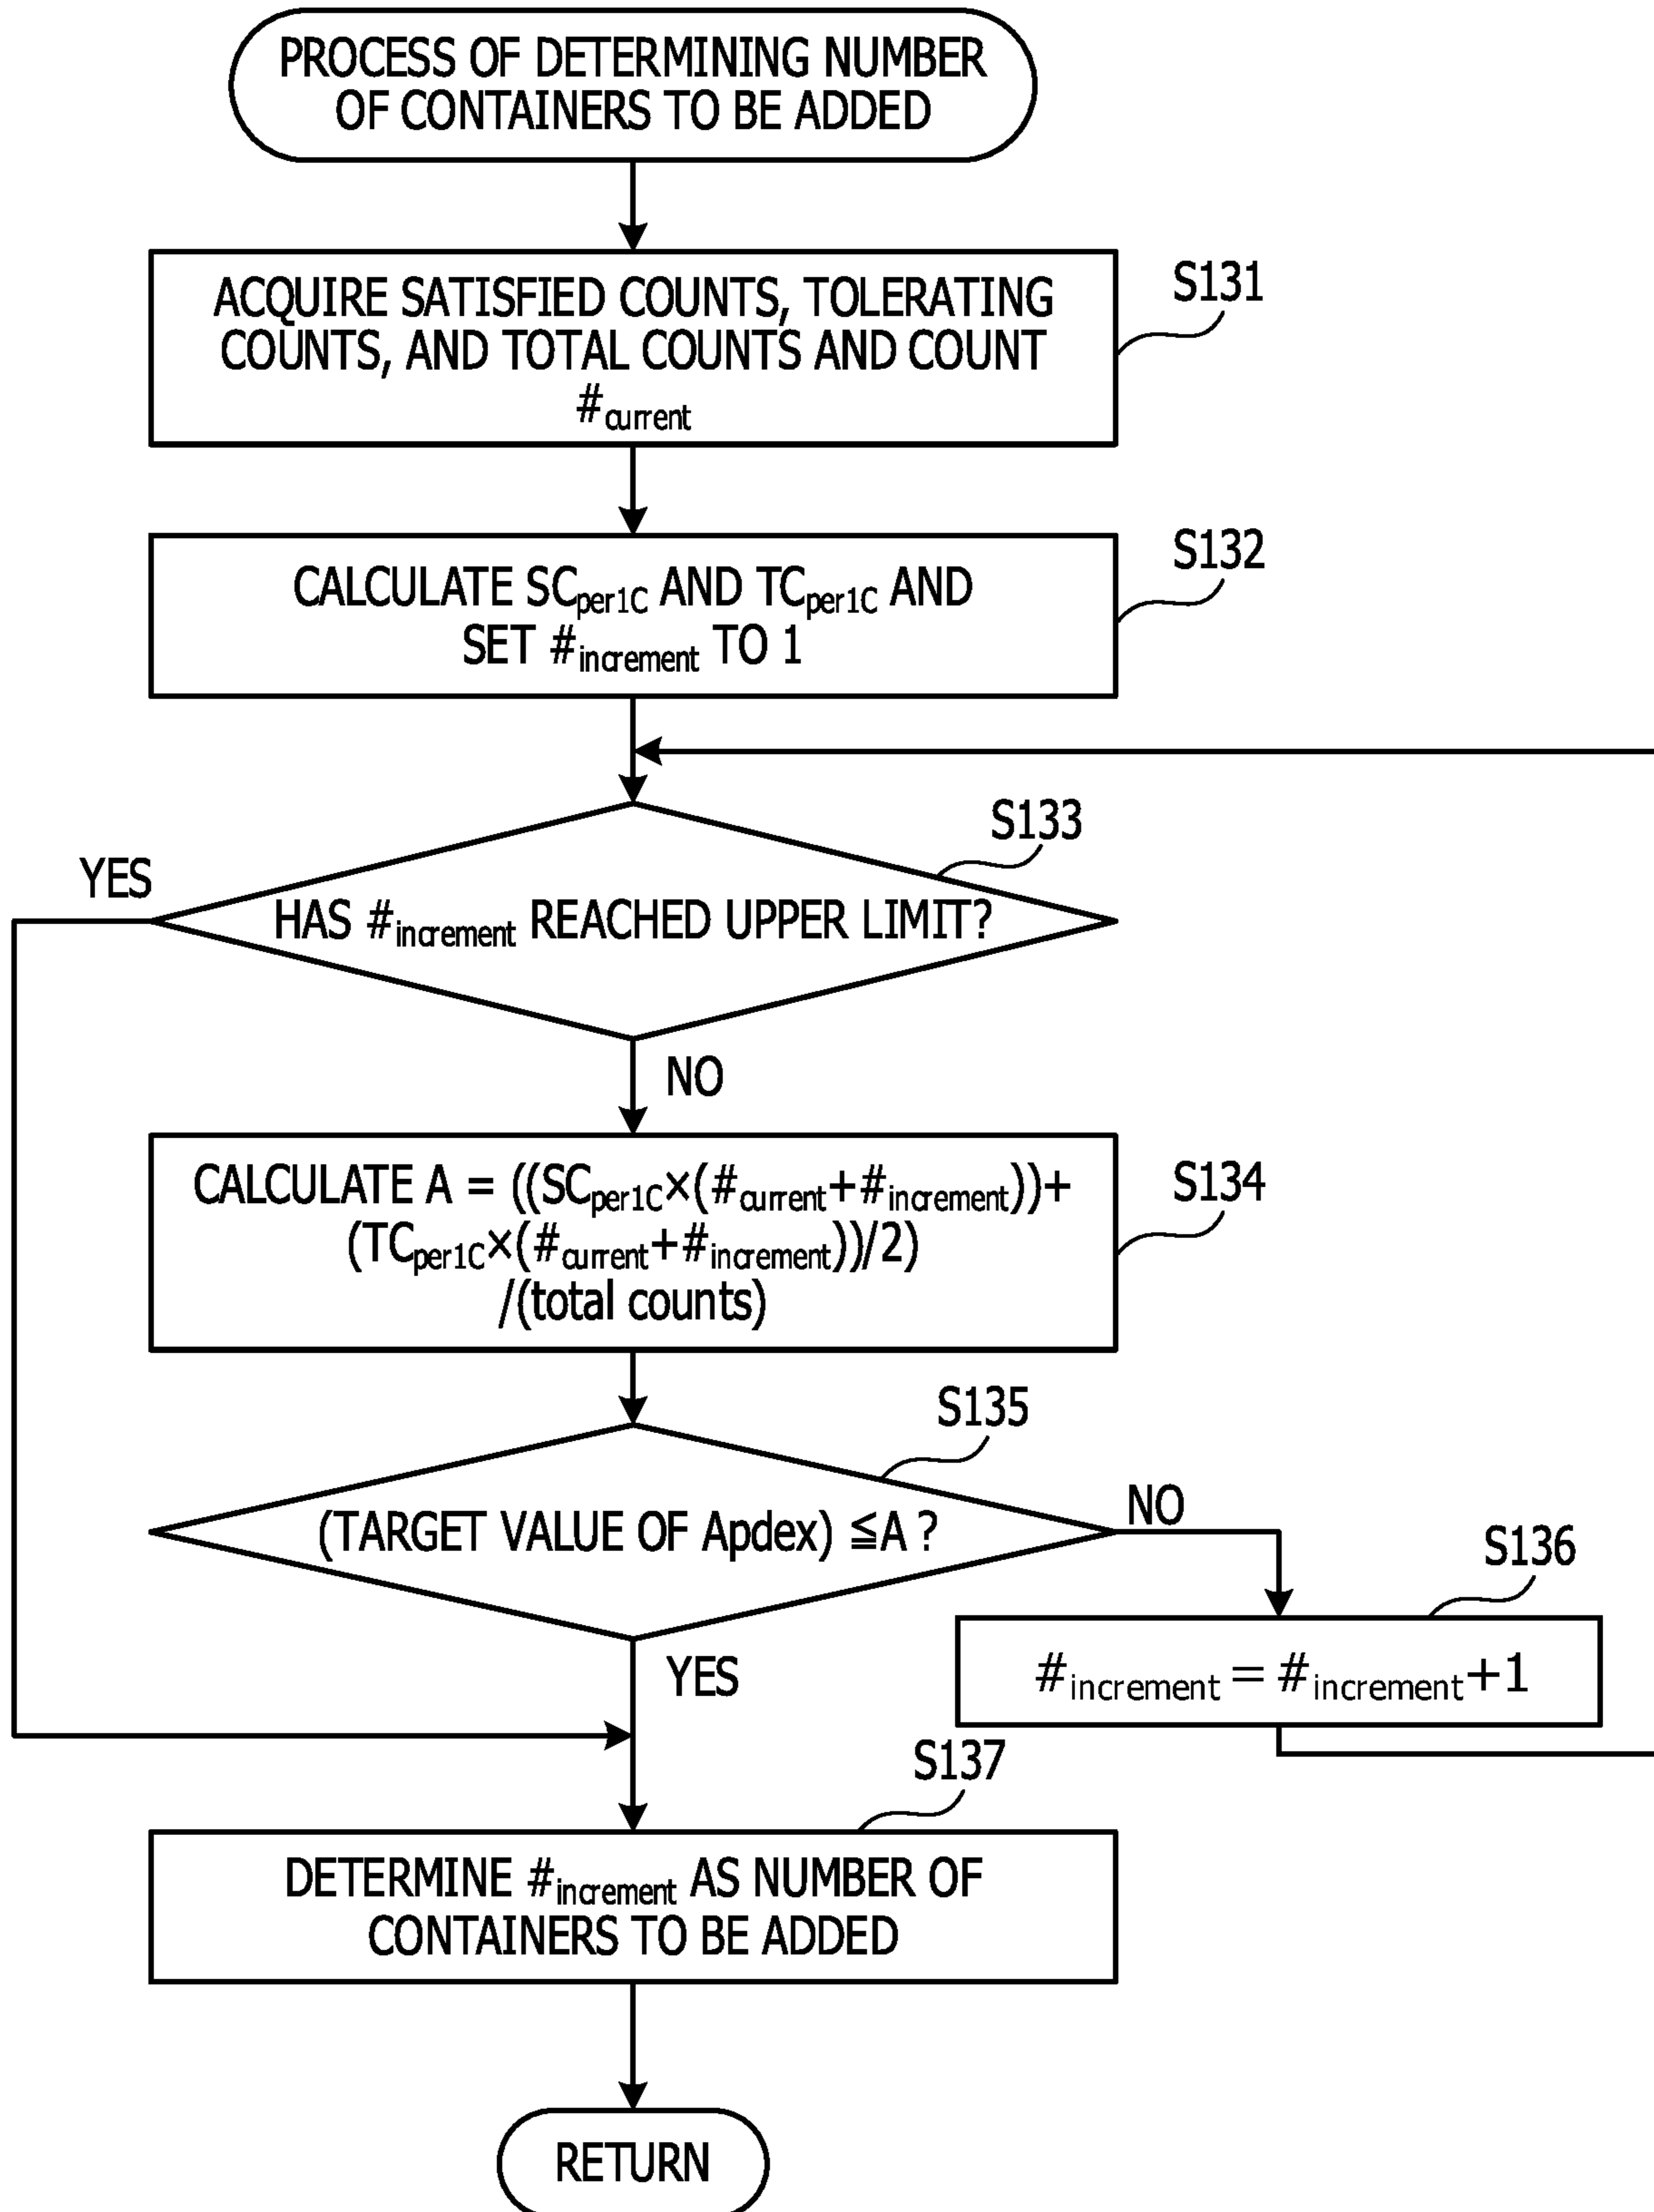 PROCESS OF DETERMINING NUMBER
OF CONTAINERS TO BE ADDED
ACQUIRE SATISFIED COUNTS, TOLERATING
COUNTS, AND TOTAL COUNTS AND COUNT
#current
S131
CALCULATE SCper1C AND TCper1C AND
SET #increment TO 1
S132
S133
YES
HAS #increment REACHED UPPER LIMIT?
NO
CALCULATE A = ((SCper1C×(#current+#increment))+
(TCper1C×(#current+#increment))/2)
/(total counts)
S134
S135
(TARGET VALUE OF Apdex) ≦A ?
NO
S136
#increment = #increment+1
YES
S137
DETERMINE #increment AS NUMBER OF
CONTAINERS TO BE ADDED
RETURN